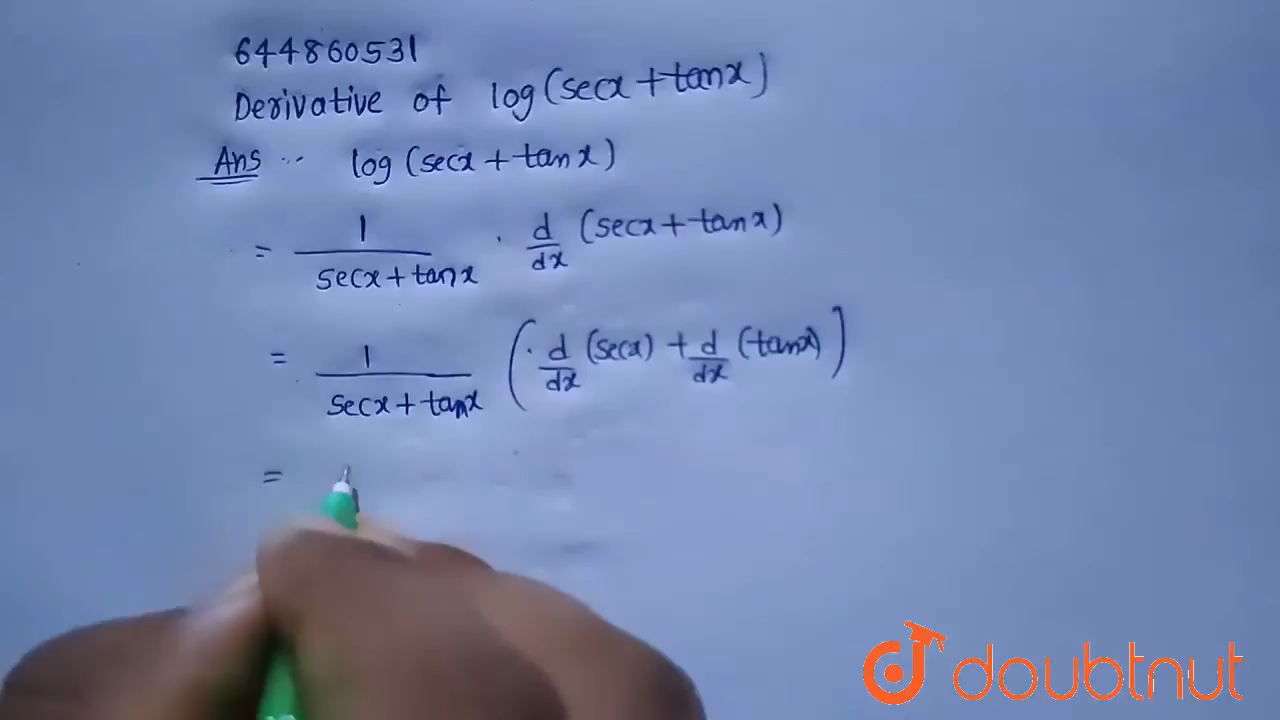 644860531
Derivative of log(secx+tanx)
Ans .. log(secx+tanx)
= 1/(secx+tanx) . d/dx (secx+tanx)
= 1/(secx+tanx) (. d/dx (secx) + d/dx (tanx))
=
doubtnut